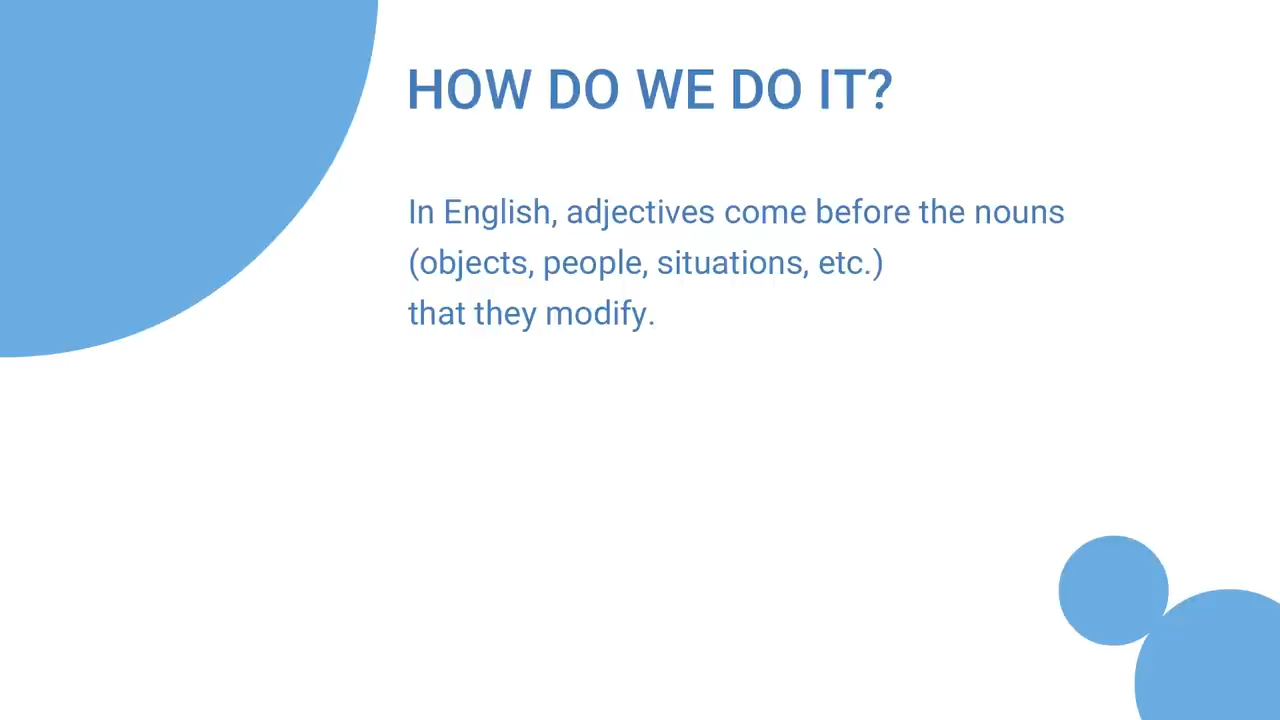 HOW DO WE DO IT?
In English, adjectives come before the nouns
(objects, people, situations, etc.)
that they modify.